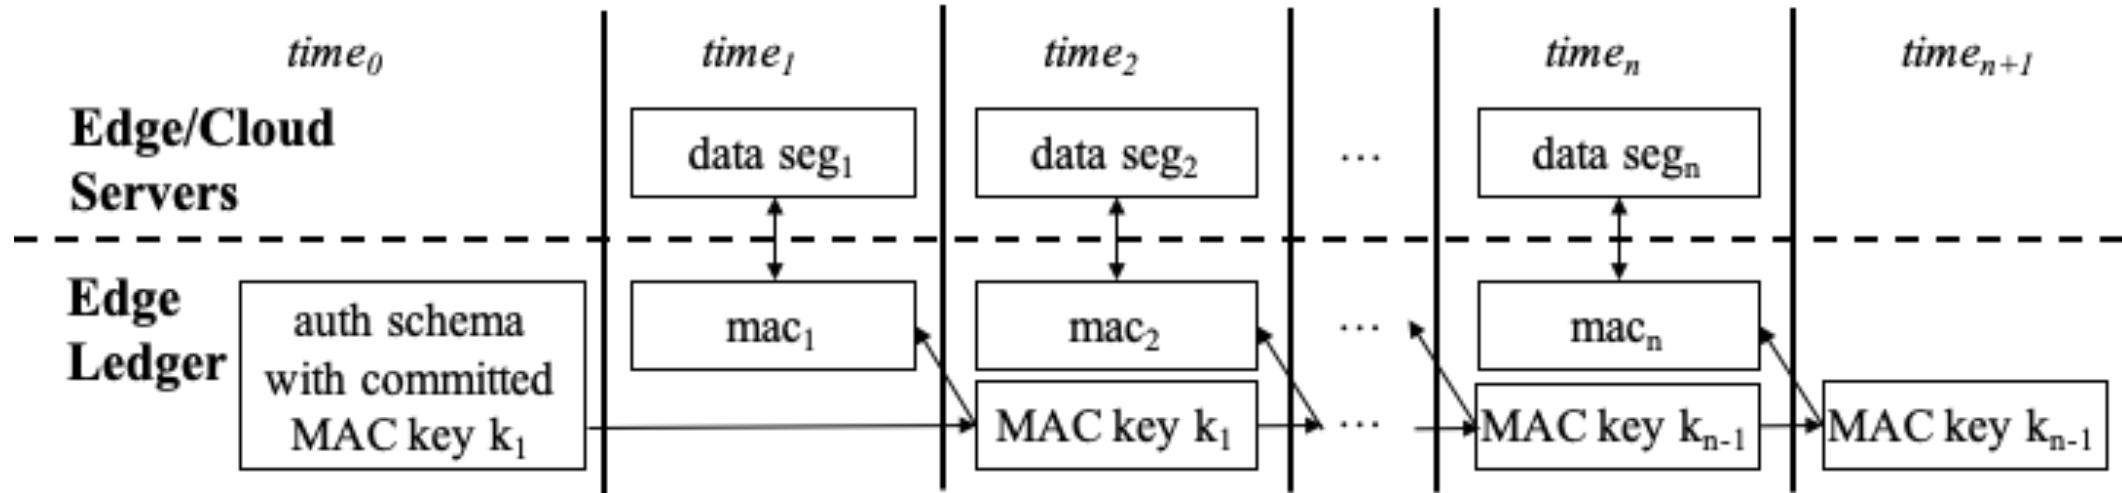 time₀ time₁ time₂ timeₙ timeₙ₊₁
Edge/Cloud
Servers
data seg₁ data seg₂ ... data segₙ
Edge
Ledger
auth schema
with committed
MAC key k₁
mac₁ mac₂ ... macₙ
MAC key k₁ ... MAC key kₙ₋₁ MAC key kₙ₋₁